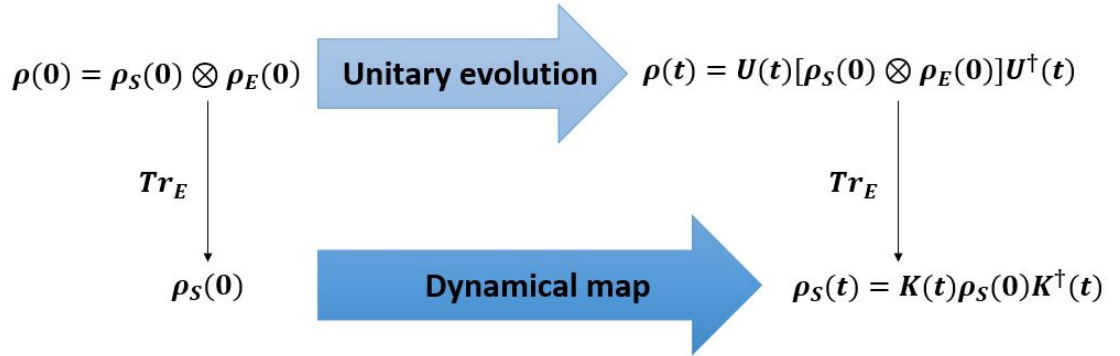 ρ(0) = ρ_S(0) ⊗ ρ_E(0) Unitary evolution ρ(t) = U(t)[ρ_S(0) ⊗ ρ_E(0)]U†(t)
Tr_E Tr_E
ρ_S(0) Dynamical map ρ_S(t) = K(t)ρ_S(0)K†(t)